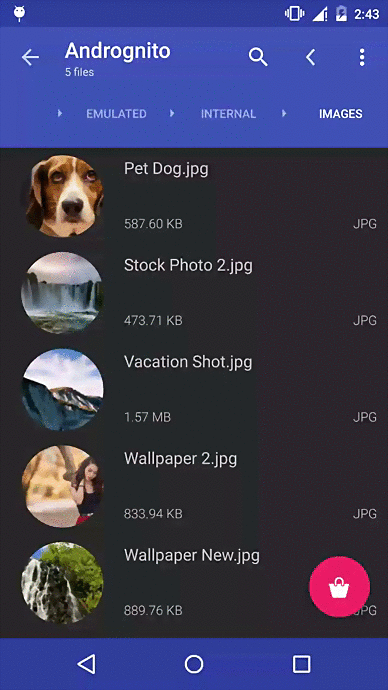 2:43
Andrognito
5 files
EMULATED INTERNAL IMAGES
Pet Dog.jpg
587.60 KB JPG
Stock Photo 2.jpg
473.71 KB JPG
Vacation Shot.jpg
1.57 MB JPG
Wallpaper 2.jpg
833.94 KB JPG
Wallpaper New.jpg
889.76 KB JPG